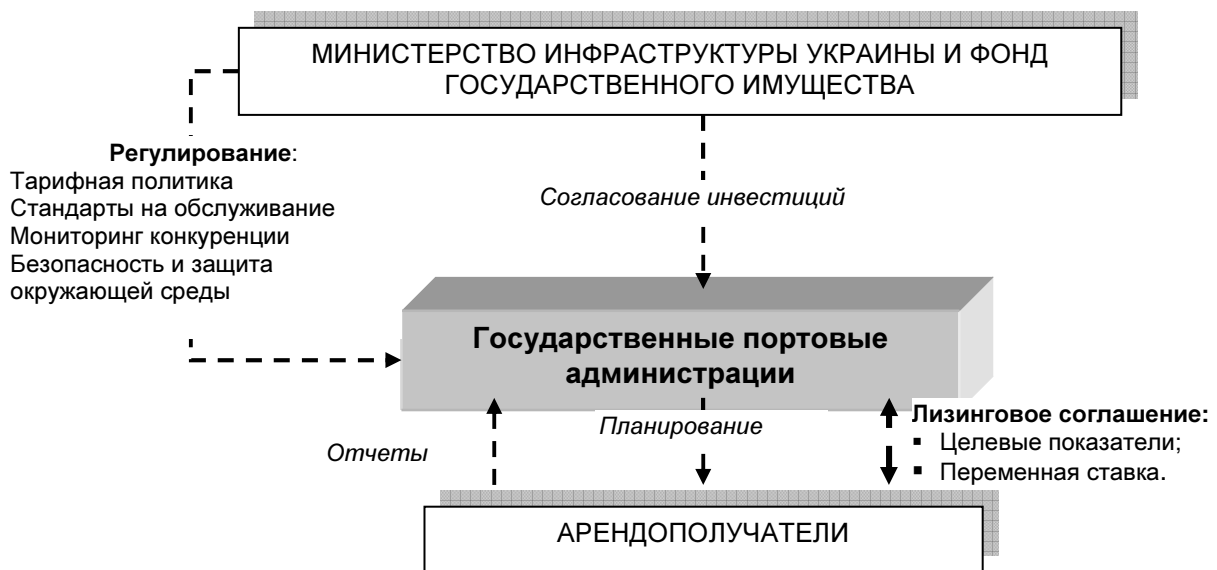 МИНИСТЕРСТВО ИНФРАСТРУКТУРЫ УКРАИНЫ И ФОНД
ГОСУДАРСТВЕННОГО ИМУЩЕСТВА
Регулирование:
Тарифная политика
Стандарты на обслуживание
Мониторинг конкуренции
Безопасность и защита
окружающей среды
Согласование инвестиций
Государственные портовые
администрации
Отчеты
Планирование
Лизинговое соглашение:
▪ Целевые показатели;
▪ Переменная ставка.
АРЕНДОПОЛУЧАТЕЛИ